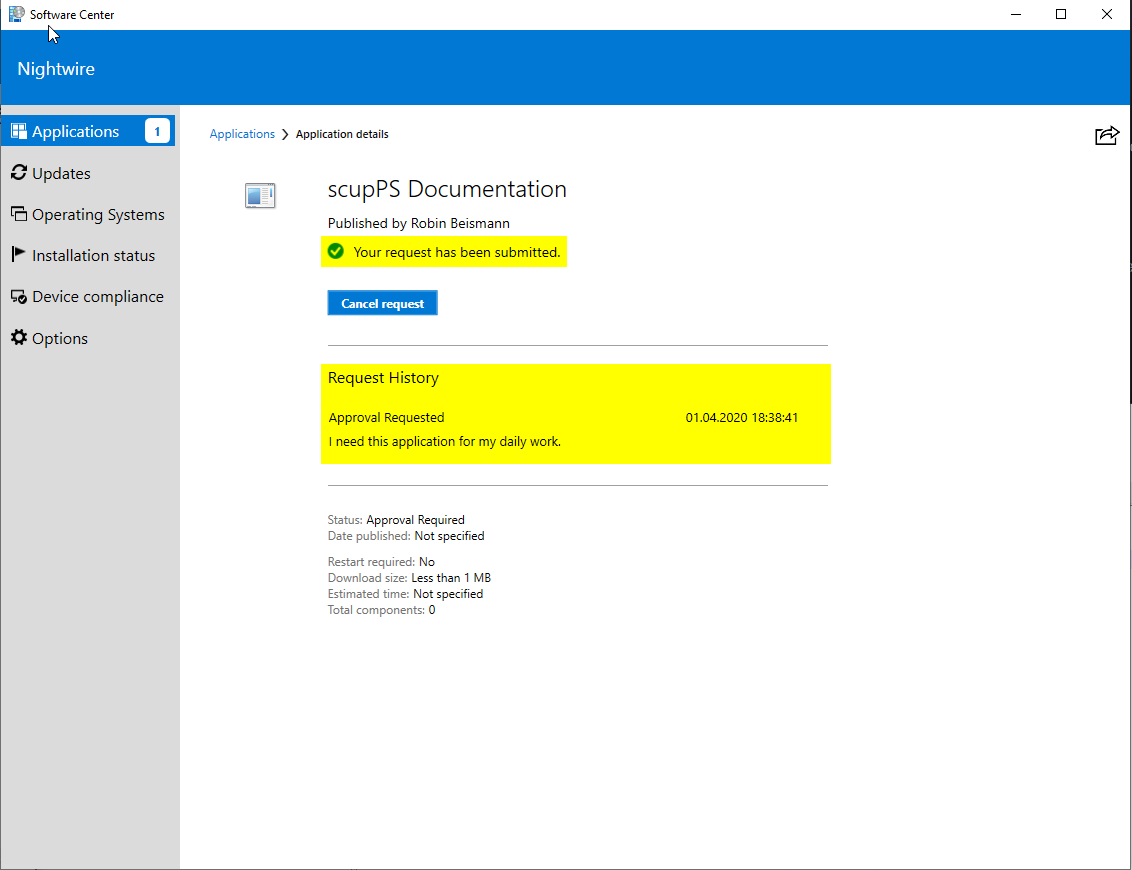 Software Center
Nightwire
Applications 1
Updates
Operating Systems
Installation status
Device compliance
Options
Applications Application details
scupPS Documentation
Published by Robin Beismann
Your request has been submitted.
Cancel request
Request History
Approval Requested 01.04.2020 18:38:41
I need this application for my daily work.
Status: Approval Required
Date published: Not specified
Restart required: No
Download size: Less than 1 MB
Estimated time: Not specified
Total components: 0